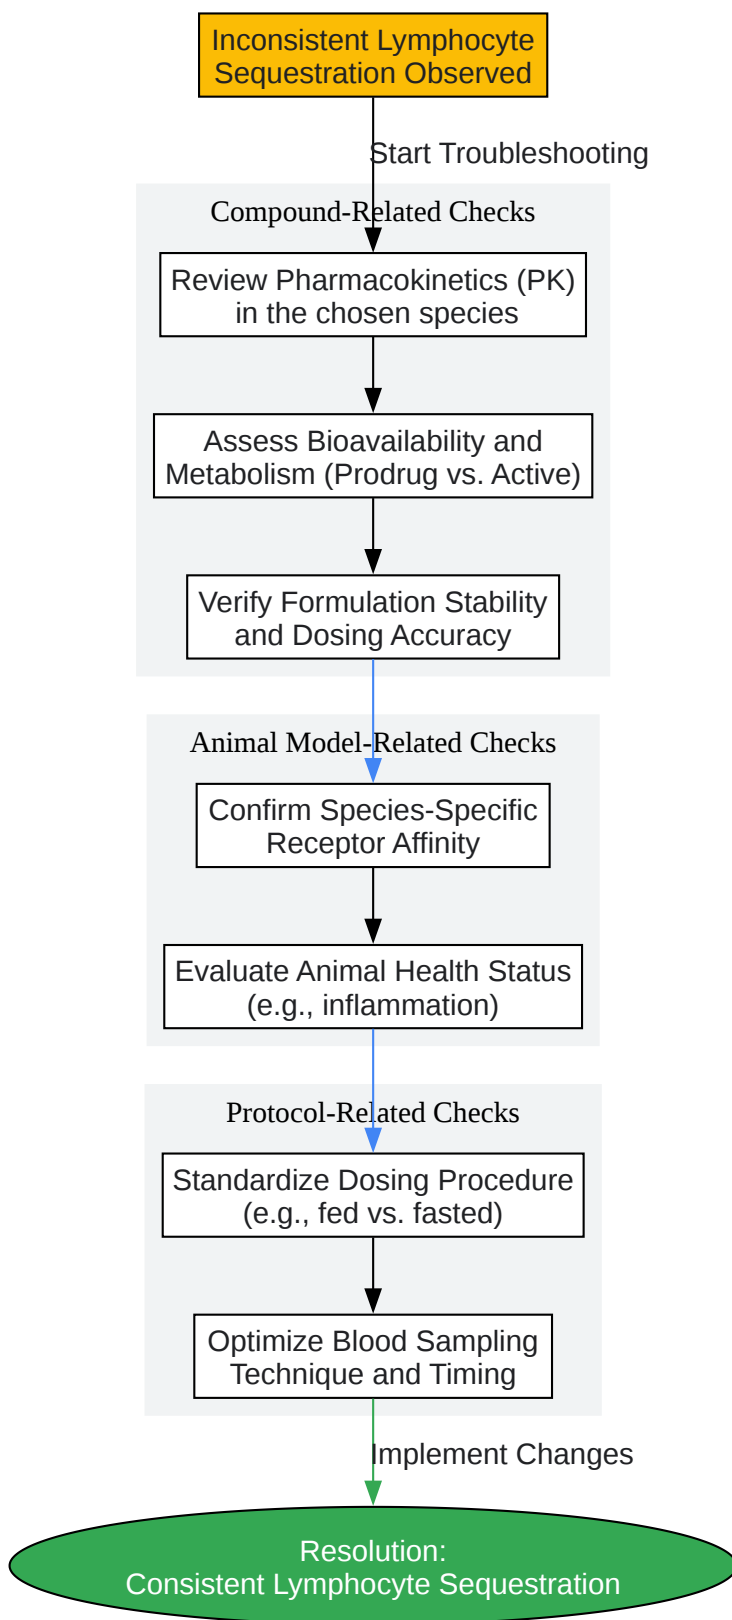 Inconsistent Lymphocyte
Sequestration Observed
Start Troubleshooting
Compound-Related Checks
Review Pharmacokinetics (PK)
in the chosen species
Assess Bioavailability and
Metabolism (Prodrug vs. Active)
Verify Formulation Stability
and Dosing Accuracy
Animal Model-Related Checks
Confirm Species-Specific
Receptor Affinity
Evaluate Animal Health Status
(e.g., inflammation)
Protocol-Related Checks
Standardize Dosing Procedure
(e.g., fed vs. fasted)
Optimize Blood Sampling
Technique and Timing
Implement Changes
Resolution:
Consistent Lymphocyte Sequestration